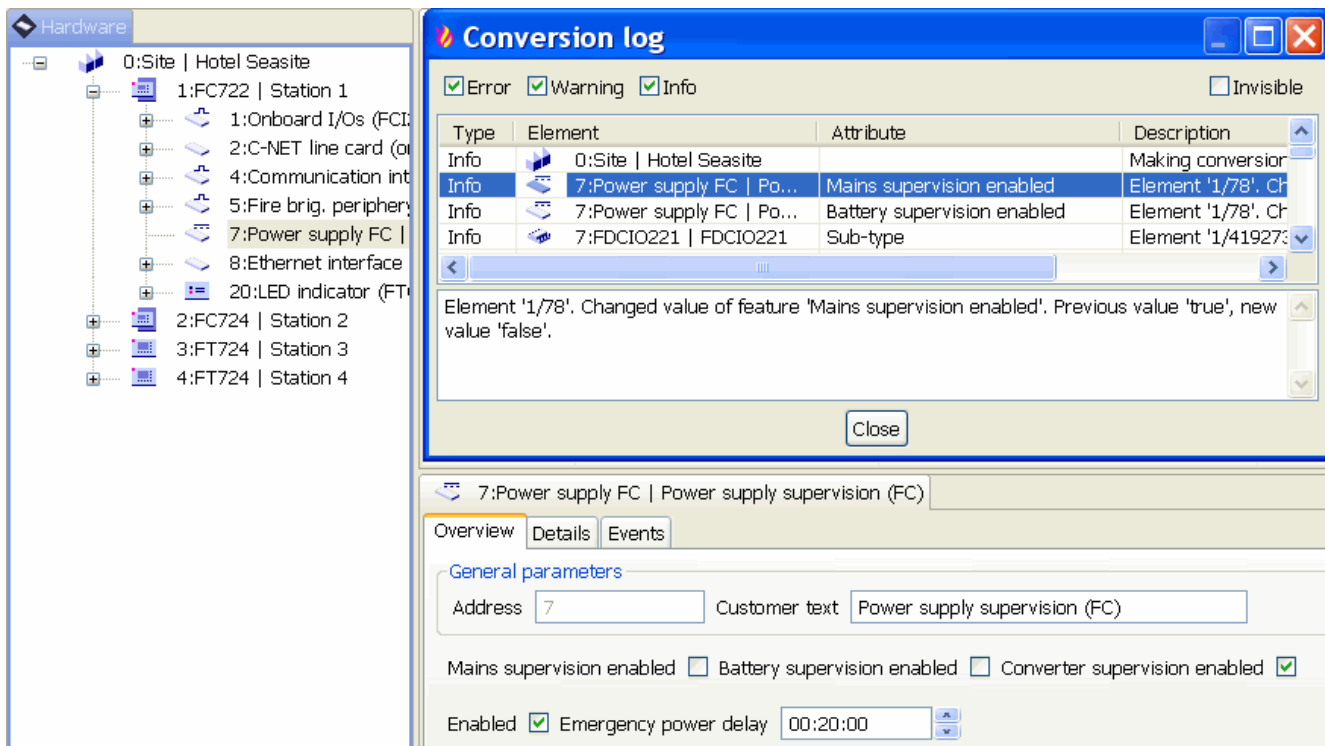 Hardware
0:Site | Hotel Seasite
1:FC722 | Station 1
1:Onboard I/Os (FCI
2:C-NET line card (o
4:Communication int
5:Fire brig. periphery
7:Power supply FC |
8:Ethernet interface
20:LED indicator (FT
2:FC724 | Station 2
3:FT724 | Station 3
4:FT724 | Station 4
Conversion log
Error Warning Info Invisible
Type Element Attribute Description
Info 0:Site | Hotel Seasite Making conversion
Info 7:Power supply FC | Po... Mains supervision enabled Element '1/78'. Ch
Info 7:Power supply FC | Po... Battery supervision enabled Element '1/78'. Ch
Info 7:FDCIO221 | FDCIO221 Sub-type Element '1/41927
Element '1/78'. Changed value of feature 'Mains supervision enabled'. Previous value 'true', new
value 'false'.
Close
7:Power supply FC | Power supply supervision (FC)
Overview Details Events
General parameters
Address 7 Customer text Power supply supervision (FC)
Mains supervision enabled Battery supervision enabled Converter supervision enabled
Enabled Emergency power delay 00:20:00